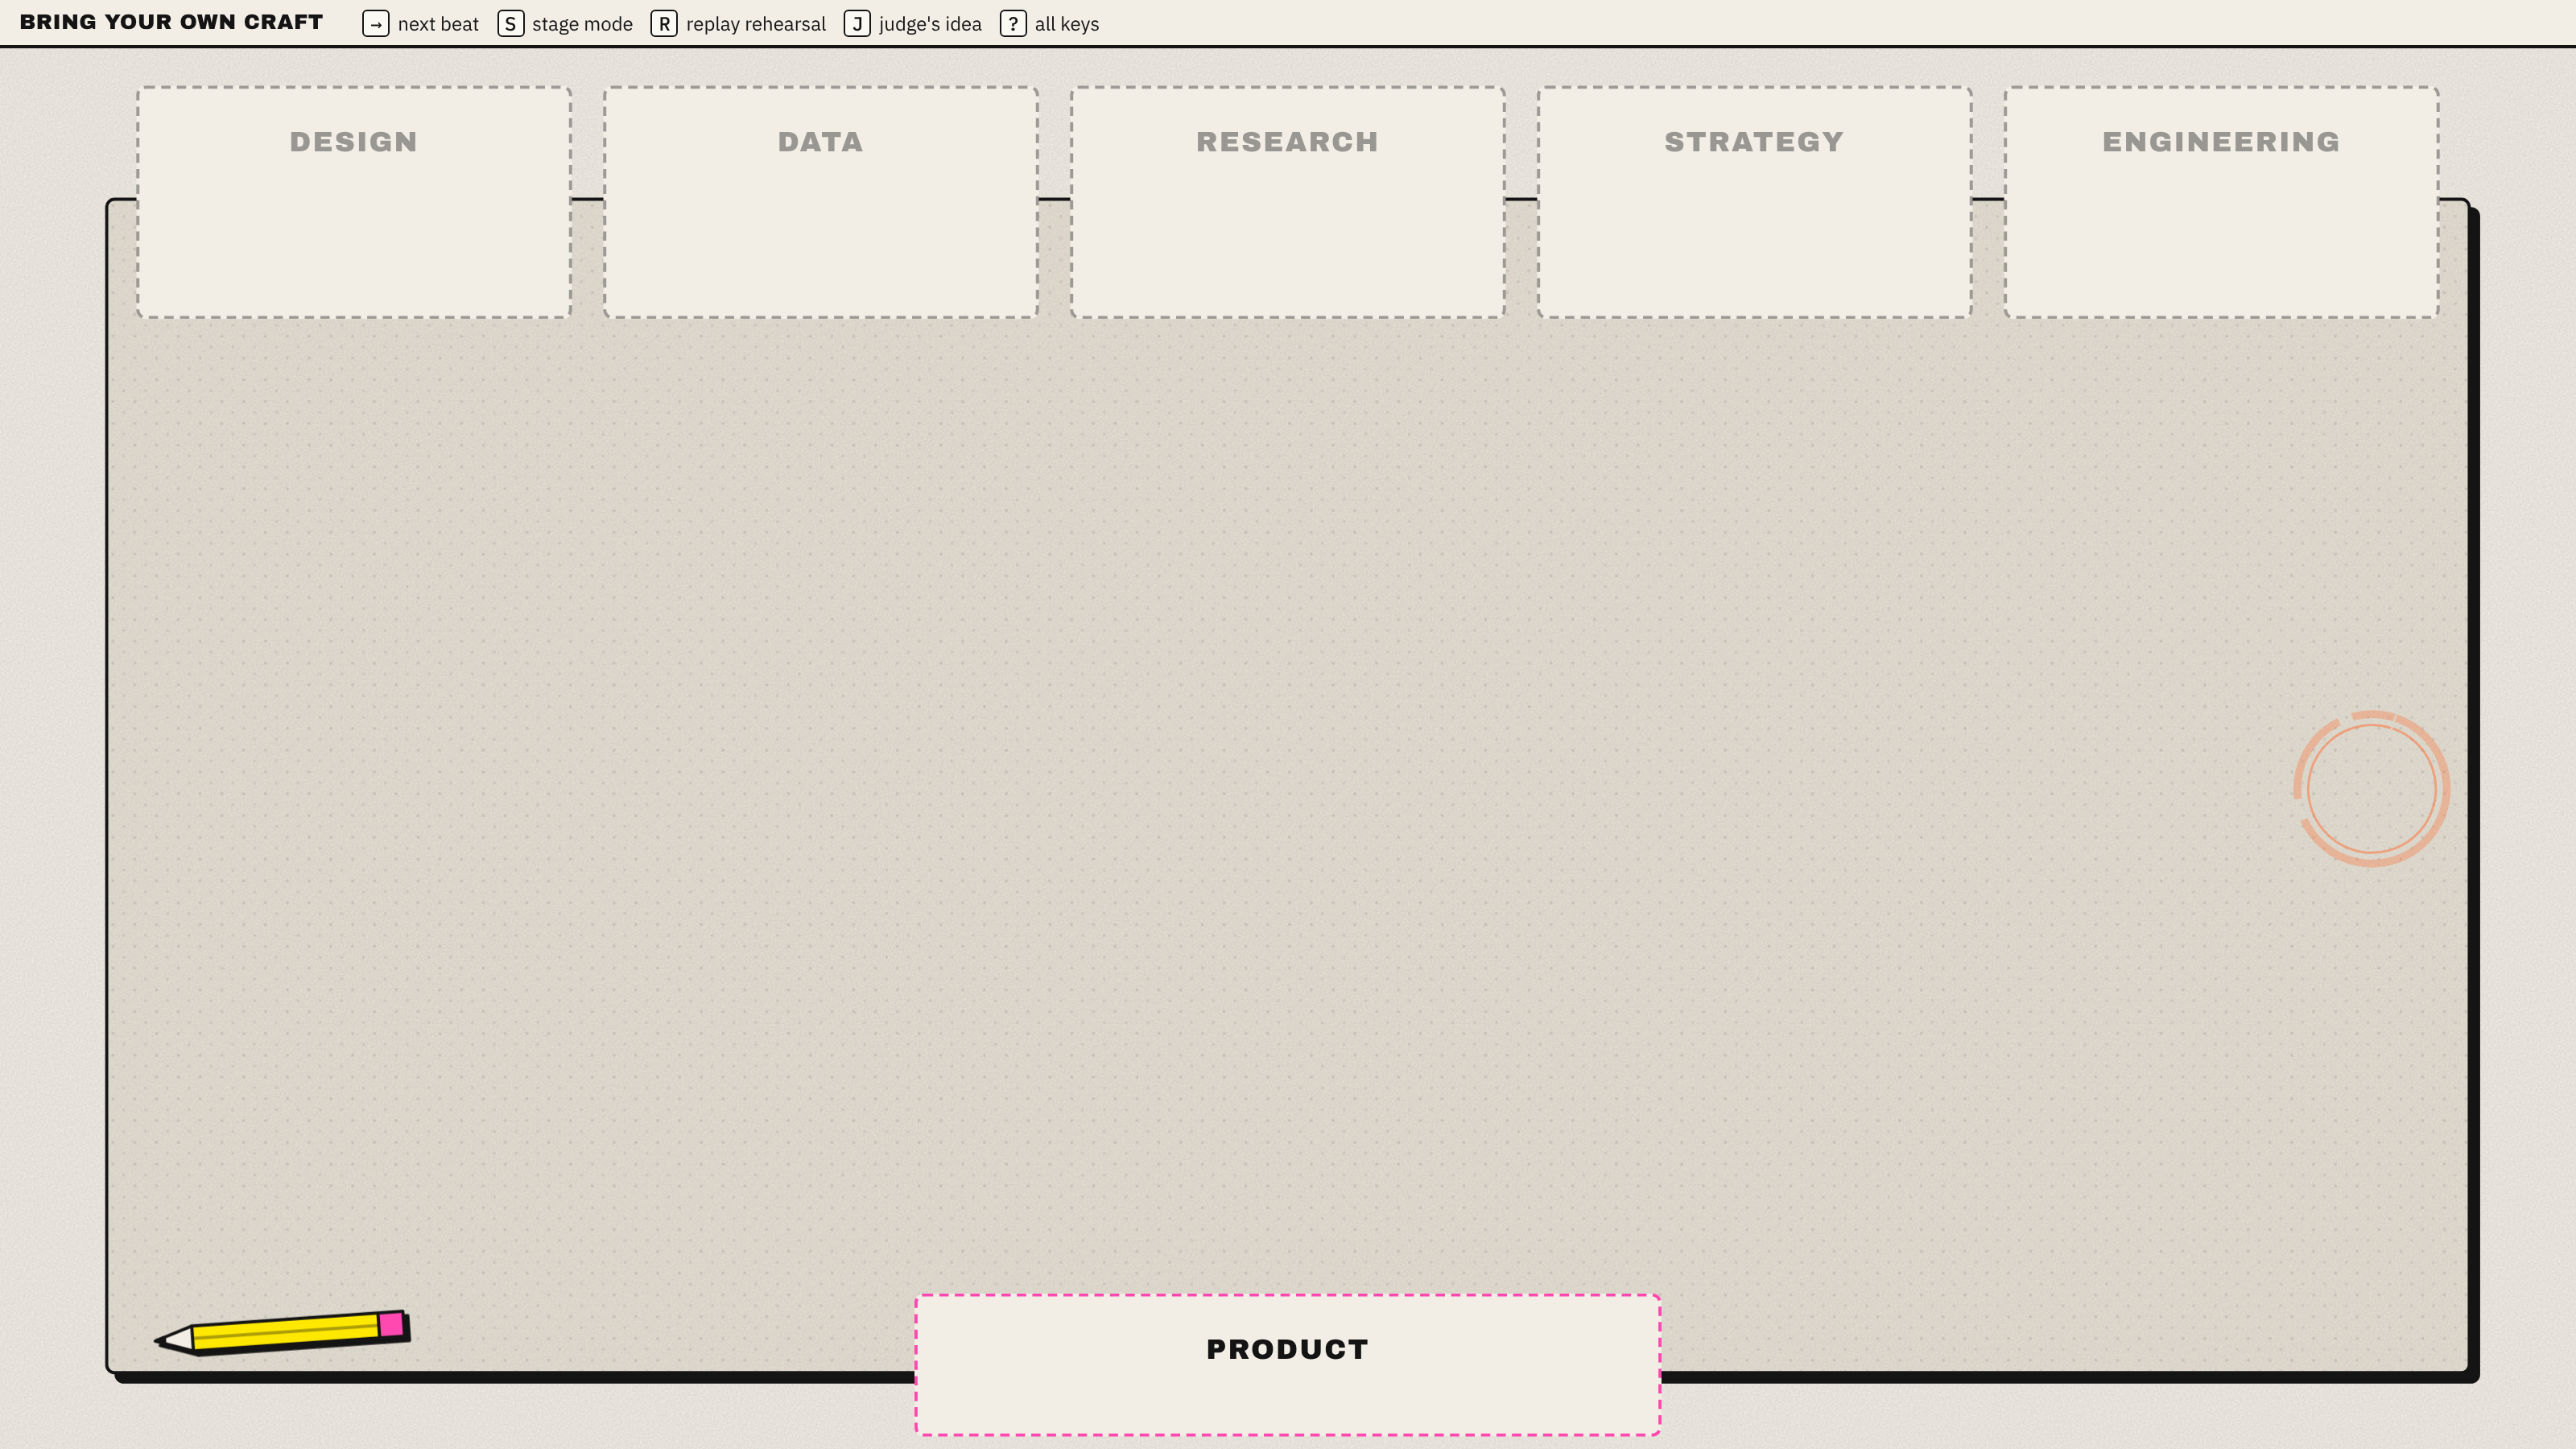 BRING YOUR OWN CRAFT → next beat S stage mode R replay rehearsal J judge's idea ? all keys
DESIGN DATA RESEARCH STRATEGY ENGINEERING
PRODUCT